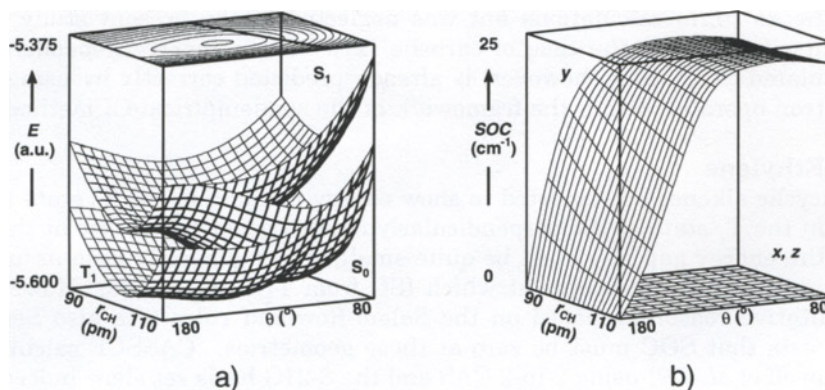 -5.375
E
(a.u.)
-5.600
S1
T1
S0
90
rCH
(pm)
110
180
α (°)
80
a)
25
y
SOC
(cm-1)
0
x, z
90
rCH
(pm)
110
180
α (°)
80
b)